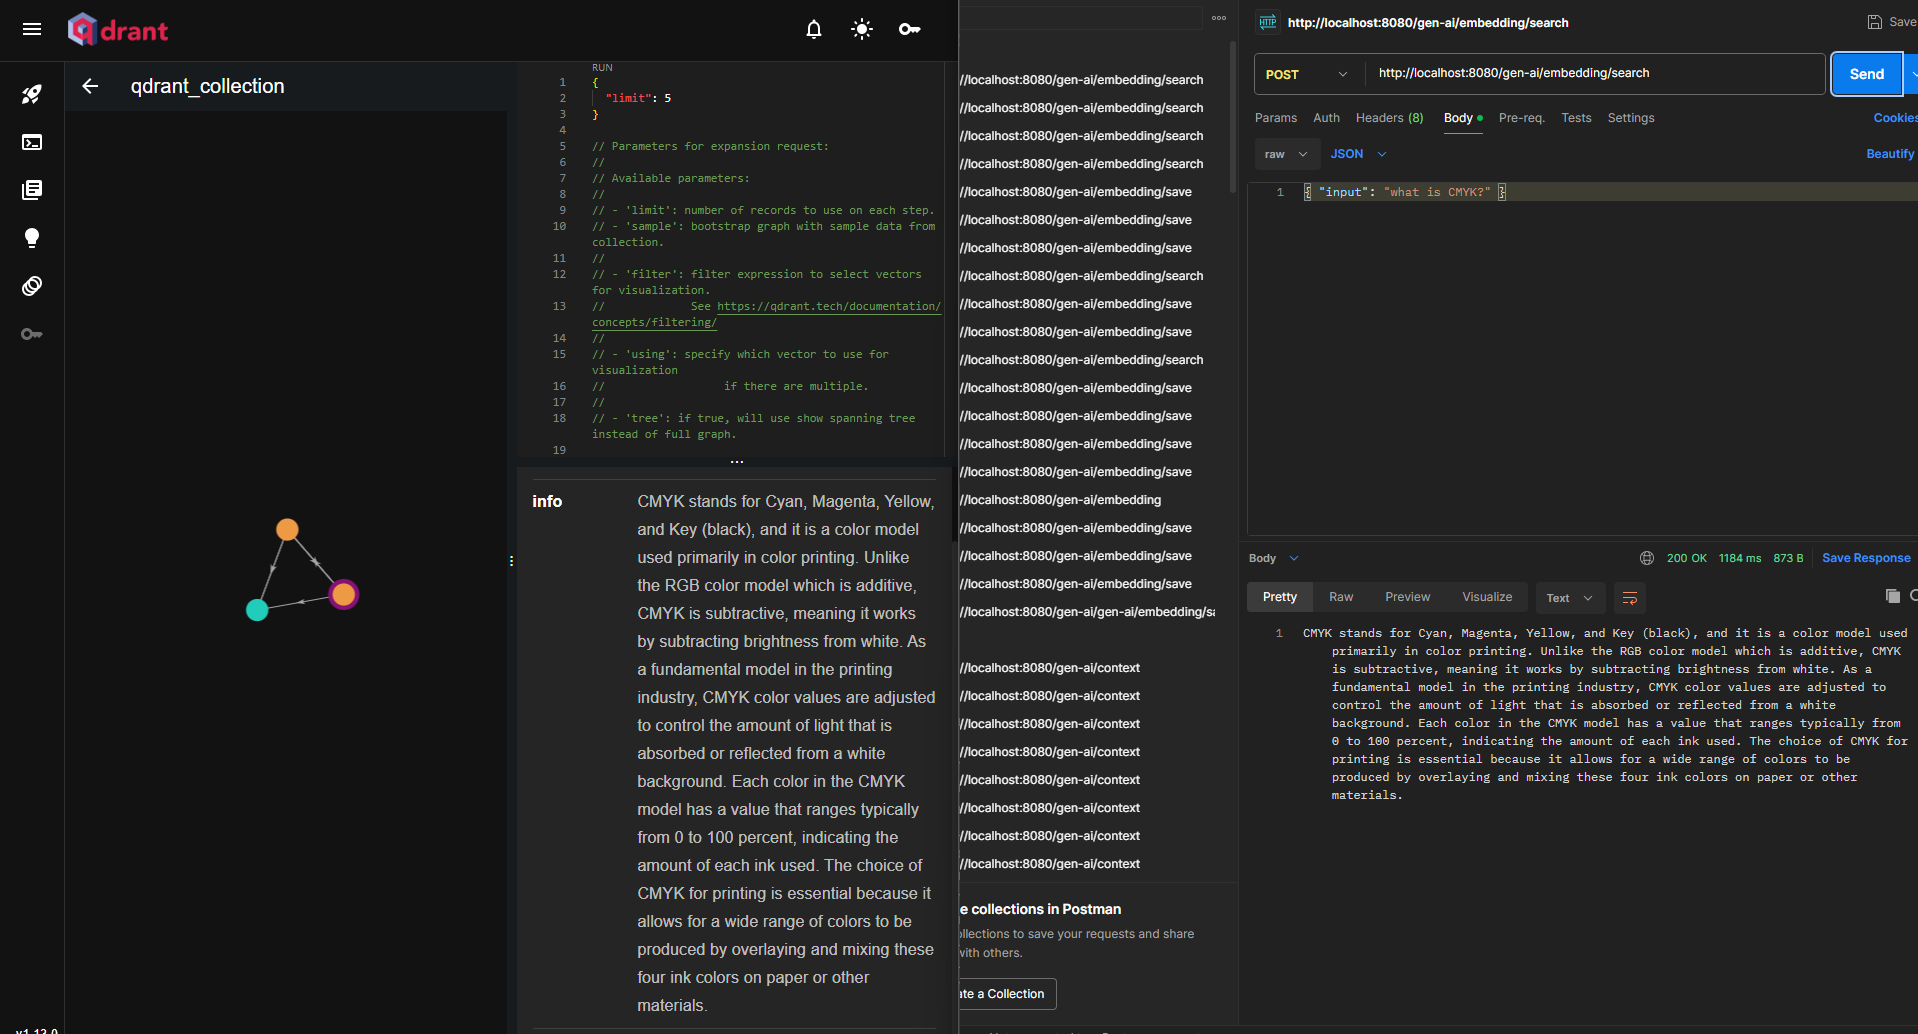 drant
qdrant_collection
RUN
1 {
2 "limit": 5
3 }
4
5 // Parameters for expansion request:
6 //
7 // Available parameters:
8 //
9 // - 'limit': number of records to use on each step.
10 // - 'sample': bootstrap graph with sample data from
collection.
11 //
12 // - 'filter': filter expression to select vectors
for visualization.
13 // See https://qdrant.tech/documentation/
concepts/filtering/
14 //
15 // - 'using': specify which vector to use for
visualization
16 // if there are multiple.
17 //
18 // - 'tree': if true, will use show spanning tree
instead of full graph.
19
info
CMYK stands for Cyan, Magenta, Yellow,
and Key (black), and it is a color model
used primarily in color printing. Unlike
the RGB color model which is additive,
CMYK is subtractive, meaning it works
by subtracting brightness from white. As
a fundamental model in the printing
industry, CMYK color values are adjusted
to control the amount of light that is
absorbed or reflected from a white
background. Each color in the CMYK
model has a value that ranges typically
from 0 to 100 percent, indicating the
amount of each ink used. The choice of
CMYK for printing is essential because it
allows for a wide range of colors to be
produced by overlaying and mixing these
four ink colors on paper or other
materials.
//localhost:8080/gen-ai/embedding/search
//localhost:8080/gen-ai/embedding/search
//localhost:8080/gen-ai/embedding/search
//localhost:8080/gen-ai/embedding/search
//localhost:8080/gen-ai/embedding/save
//localhost:8080/gen-ai/embedding/save
//localhost:8080/gen-ai/embedding/save
//localhost:8080/gen-ai/embedding/search
//localhost:8080/gen-ai/embedding/save
//localhost:8080/gen-ai/embedding/save
//localhost:8080/gen-ai/embedding/search
//localhost:8080/gen-ai/embedding/save
//localhost:8080/gen-ai/embedding/save
//localhost:8080/gen-ai/embedding/save
//localhost:8080/gen-ai/embedding/save
//localhost:8080/gen-ai/embedding
//localhost:8080/gen-ai/embedding/save
//localhost:8080/gen-ai/embedding/save
//localhost:8080/gen-ai/embedding/save
//localhost:8080/gen-ai/gen-ai/embedding/sa
//localhost:8080/gen-ai/context
//localhost:8080/gen-ai/context
//localhost:8080/gen-ai/context
//localhost:8080/gen-ai/context
//localhost:8080/gen-ai/context
//localhost:8080/gen-ai/context
//localhost:8080/gen-ai/context
//localhost:8080/gen-ai/context
e collections in Postman
ollections to save your requests and share
with others.
ate a Collection
HTTP http://localhost:8080/gen-ai/embedding/search Save
POST http://localhost:8080/gen-ai/embedding/search Send
Params Auth Headers (8) Body Pre-req. Tests Settings Cookies
raw JSON Beautify
1 { "input": "what is CMYK?" }
Body 200 OK 1184 ms 873 B Save Response
Pretty Raw Preview Visualize Text
1 CMYK stands for Cyan, Magenta, Yellow, and Key (black), and it is a color model used
primarily in color printing. Unlike the RGB color model which is additive, CMYK
is subtractive, meaning it works by subtracting brightness from white. As a
fundamental model in the printing industry, CMYK color values are adjusted to
control the amount of light that is absorbed or reflected from a white
background. Each color in the CMYK model has a value that ranges typically from
0 to 100 percent, indicating the amount of each ink used. The choice of CMYK for
printing is essential because it allows for a wide range of colors to be
produced by overlaying and mixing these four ink colors on paper or other
materials.